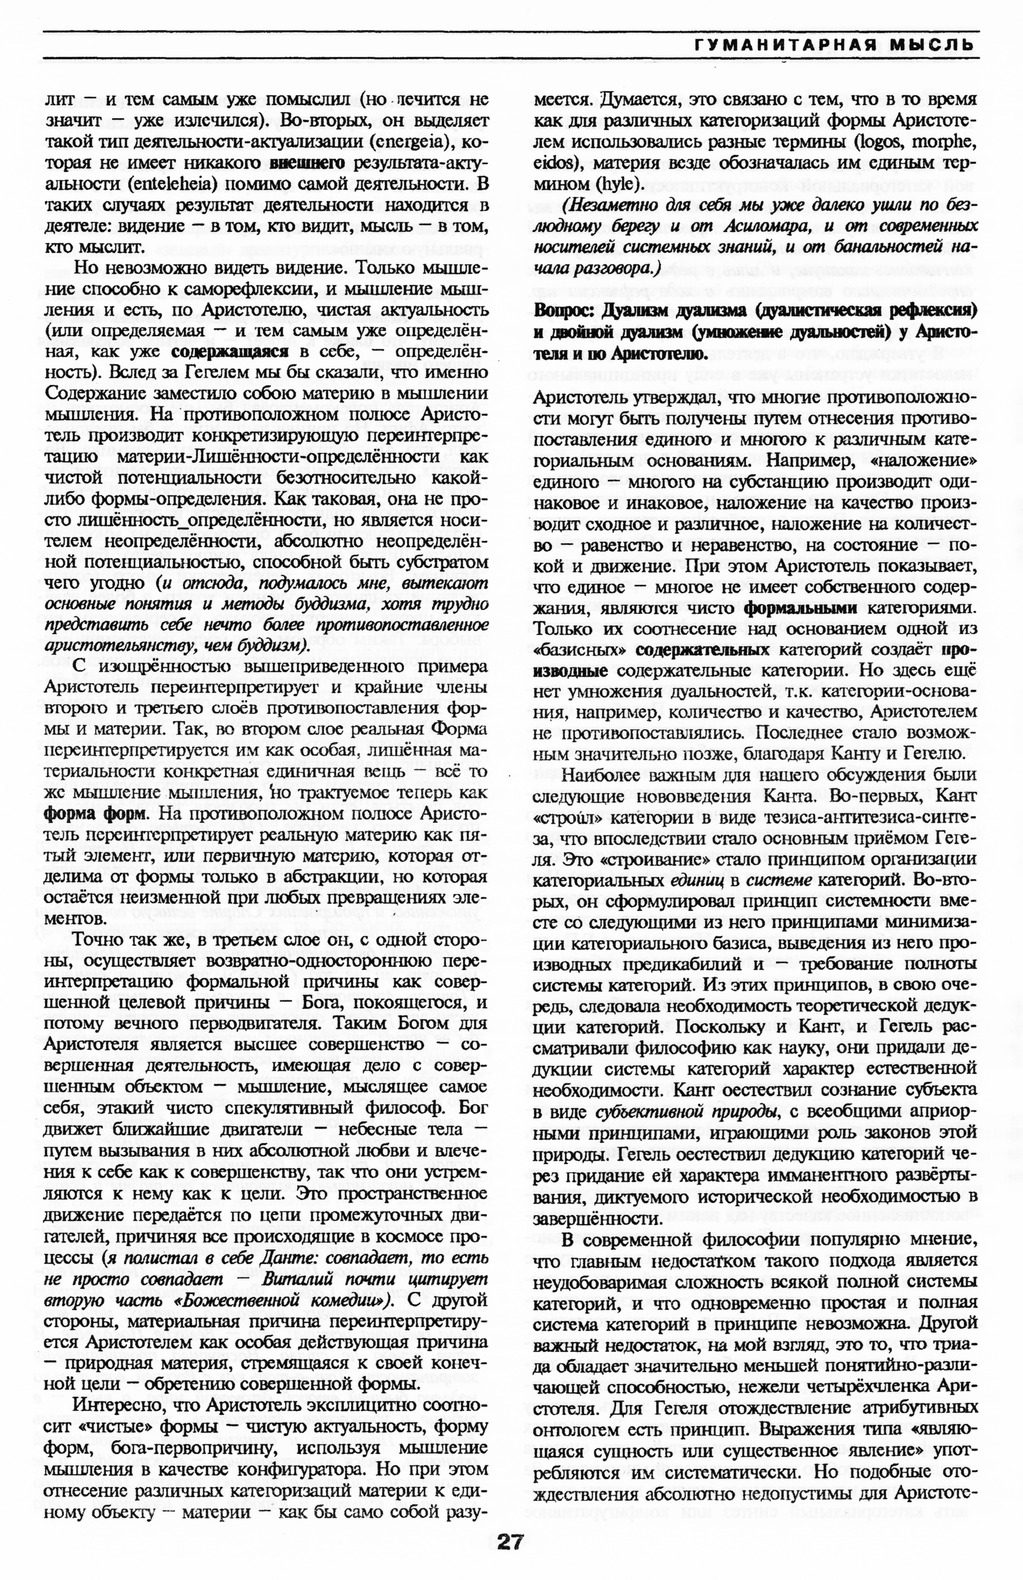 ГУМАНИТАРНАЯ МЫСЛЬ
лит — и тем самым уже помыслил (но лечится не
значит — уже излечился). Во-вторых, он выделяет
такой тип деятельности-актуализации (energeia), ко-
торая не имеет никакого внешнего результата-акту-
альности (enteleheia) помимо самой деятельности. В
таких случаях результат деятельности находится в
деятеле: видение — в том, кто видит, мысль — в том,
кто мыслит.
Но невозможно видеть видение. Только мышле-
ние способно к саморефлексии, и мышление мыш-
ления и есть, по Аристотелю, чистая актуальность
(или определяемая — и тем самым уже определён-
ная, как уже содержащаяся в себе, — определён-
ность). Вслед за Гегелем мы бы сказали, что именно
Содержание заместило собою материю в мышлении
мышления. На противоположном полюсе Аристо-
тель производит конкретизирующую переинтерпре-
тацию материи-Лишённости-определённости как
чистой потенциальности безотносительно какой-
либо формы-определения. Как таковая, она не про-
сто лишённость_определённости, но является носи-
телем неопределённости, абсолютно неопределён-
ной потенциальностью, способной быть субстратом
чего угодно (и отсюда, подумалось мне, вытекают
основные понятия и методы буддизма, хотя трудно
представить себе нечто более противопоставленное
аристотельянству, чем буддизм).
С изощрённостью вышеприведенного примера
Аристотель переинтерпретирует и крайние члены
второго и третьего слоёв противопоставления фор-
мы и материи. Так, во втором слое реальная Форма
переинтерпретируется им как особая, лишённая ма-
териальности конкретная единичная вещь — всё то
же мышление мышления, но трактуемое теперь как
форма форм. На противоположном полюсе Аристо-
тель переинтерпретирует реальную материю как пя-
тый элемент, или первичную материю, которая от-
делима от формы только в абстракции, но которая
остаётся неизменной при любых превращениях эле-
ментов.
Точно так же, в третьем слое он, с одной сторо-
ны, осуществляет возвратно-одностороннюю пере-
интерпретацию формальной причины как совер-
шенной целевой причины — Бога, покоящегося, и
потому вечного перводвигателя. Таким Богом для
Аристотеля является высшее совершенство — со-
вершенная деятельность, имеющая дело с совер-
шенным объектом — мышление, мыслящее самое
себя, этакий чисто спекулятивный философ. Бог
движет ближайшие двигатели — небесные тела —
путем вызывания в них абсолютной любви и влече-
ния к себе как к совершенству, так что они устрем-
ляются к нему как к цели. Это пространственное
движение передаётся по цепи промежуточных дви-
гателей, причиняя все происходящие в космосе про-
цессы (я полистал в себе Данте: совпадает, то есть
не просто совпадает — Виталий почти цитирует
вторую часть «Божественной комедии»). С другой
стороны, материальная причина переинтерпретиру-
ется Аристотелем как особая действующая причина
— природная материя, стремящаяся к своей конеч-
ной цели — обретению совершенной формы.
Интересно, что Аристотель эксплицитно соотно-
сит «чистые» формы — чистую актуальность, форму
форм, бога-первопричину, используя мышление
мышления в качестве конфигуратора. Но при этом
отнесение различных категоризаций материи к еди-
ному объекту — материи — как бы само собой разу-
меется. Думается, это связано с тем, что в то время
как для различных категоризаций формы Аристоте-
лем использовались разные термины (logos, morphe,
eidos), материя везде обозначалась им единым тер-
мином (hyle).
(Незаметно для себя мы уже далеко ушли по без-
людному берегу и от Асиломара, и от современных
носителей системных знаний, и от банальностей на-
чала разговора.)
Вопрос: Дуализм дуализма (дуалистическая рефлексия)
и двойной дуализм (умножение дуальностей) у Аристо-
теля и по Аристотелю.
Аристотель утверждал, что многие противоположно-
сти могут быть получены путем отнесения противо-
поставления единого и многого к различным кате-
гориальным основаниям. Например, «наложение»
единого — многого на субстанцию производит оди-
наковое и инаковое, наложение на качество произ-
водит сходное и различное, наложение на количест-
во — равенство и неравенство, на состояние — по-
кой и движение. При этом Аристотель показывает,
что единое — многое не имеет собственного содер-
жания, являются чисто формальными категориями.
Только их соотнесение над основанием одной из
«базисных» содержательных категорий создаёт про-
изводные содержательные категории. Но здесь ещё
нет умножения дуальностей, т.к. категории-основа-
ния, например, количество и качество, Аристотелем
не противопоставлялись. Последнее стало возмож-
ным значительно позже, благодаря Канту и Гегелю.
Наиболее важным для нашего обсуждения были
следующие нововведения Канта. Во-первых, Кант
«строил» категории в виде тезиса-антитезиса-синте-
за, что впоследствии стало основным приёмом Геге-
ля. Это «строивание» стало принципом организации
категориальных единиц в системе категорий. Во-вто-
рых, он сформулировал принцип системности вме-
сте со следующими из него принципами минимиза-
ции категориального базиса, выведения из него про-
изводных предикабилий и — требование полноты
системы категорий. Из этих принципов, в свою оче-
редь, следовала необходимость теоретической дедук-
ции категорий. Поскольку и Кант, и Гегель рас-
сматривали философию как науку, они придали де-
дукции системы категорий характер естественной
необходимости. Кант оестествил сознание субъекта
в виде субъективной природы, с всеобщими априор-
ными принципами, играющими роль законов этой
природы. Гегель оестествил дедукцию категорий че-
рез придание ей характера имманентного развёрты-
вания, диктуемого исторической необходимостью в
завершённости.
В современной философии популярно мнение,
что главным недостатком такого подхода является
неудобоваримая сложность всякой полной системы
категорий, и что одновременно простая и полная
система категорий в принципе невозможна. Другой
важный недостаток, на мой взгляд, это то, что триа-
да обладает значительно меньшей понятийно-разли-
чающей способностью, нежели четырёхчленка Ари-
стотеля. Для Гегеля отождествление атрибутивных
онтологем есть принцип. Выражения типа «являю-
щаяся сущность или существенное явление» упот-
ребляются им систематически. Но подобные ото-
ждествления абсолютно недопустимы для Аристоте-
27